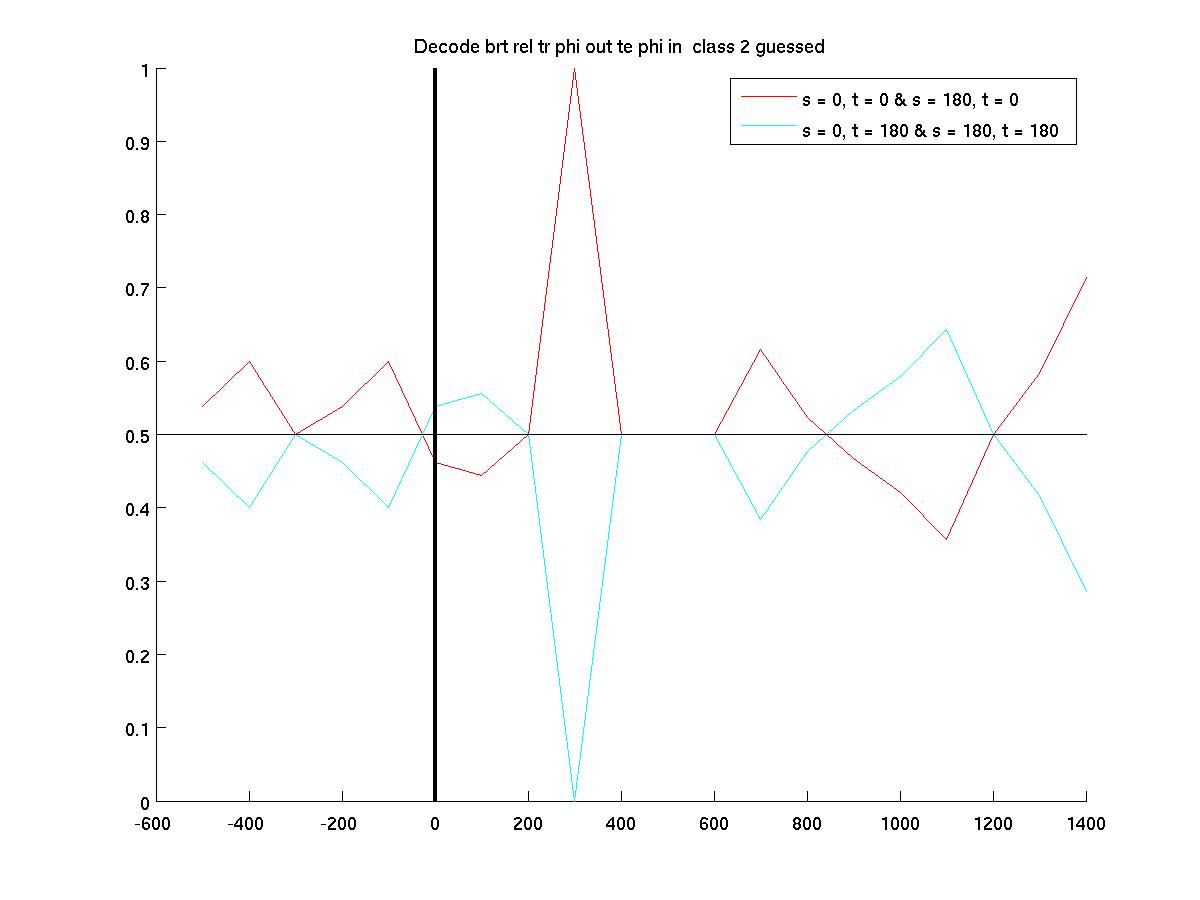 Decode brt rel tr phi out te phi in  class 2 guessed
s = 0, t = 0 & s = 180, t = 0
s = 0, t = 180 & s = 180, t = 180
1
0.9
0.8
0.7
0.6
0.5
0.4
0.3
0.2
0.1
0
-600 -400 -200 0 200 400 600 800 1000 1200 1400